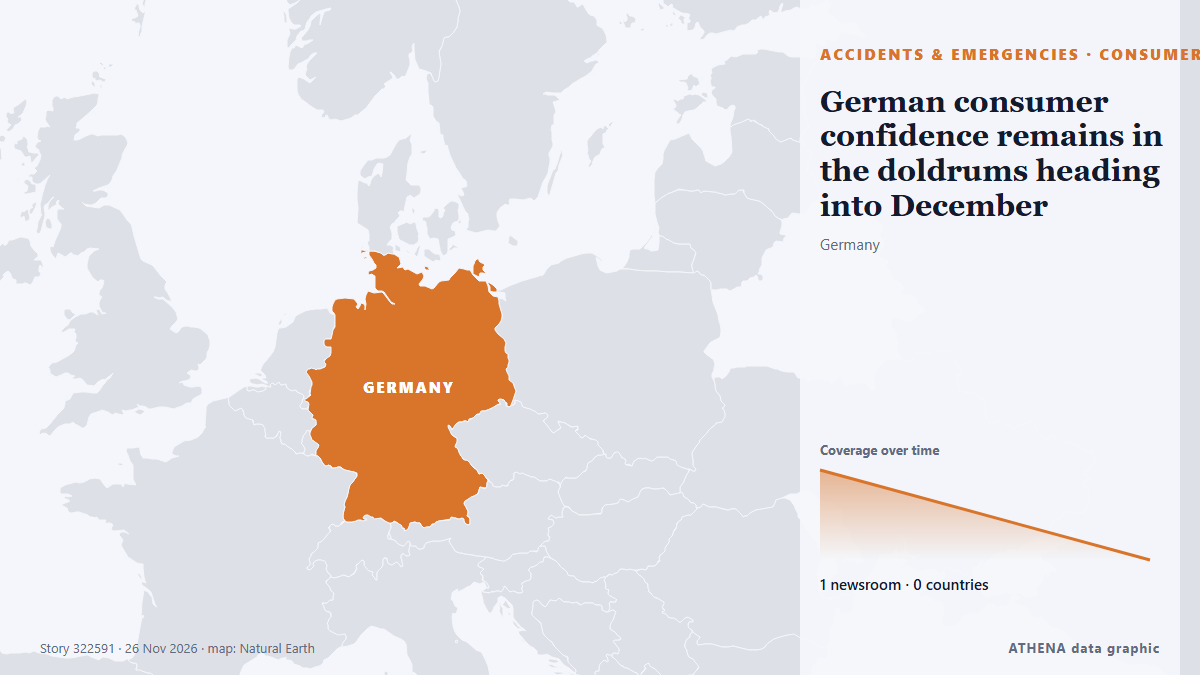 ACCIDENTS & EMERGENCIES · CONSUMER
German consumer
confidence remains in
the doldrums heading
into December
Germany
GERMANY
Coverage over time
1 newsroom · 0 countries
Story 322591 · 26 Nov 2026 · map: Natural Earth
ATHENA data graphic